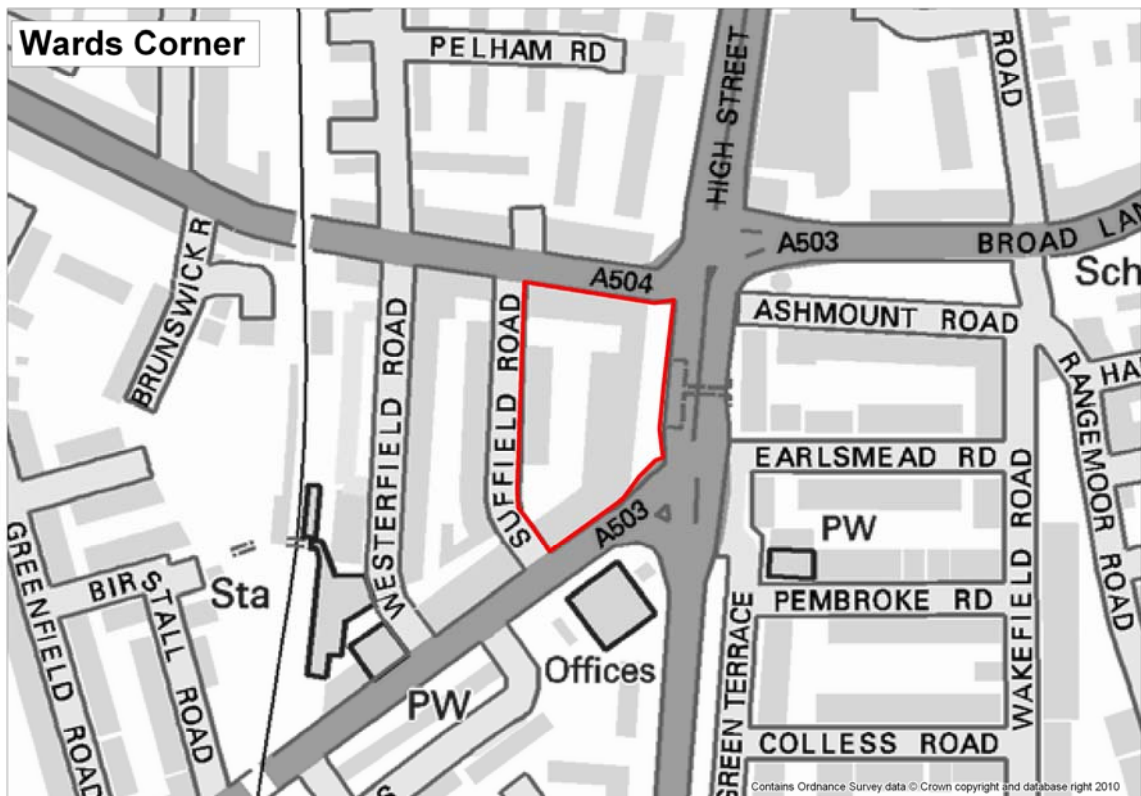 Wards Corner
PELHAM RD
HIGH STREET
ROAD
A503
BROAD LAN
Sch
A504
BRUNSWICK R
WESTERFIELD ROAD
SUFFIELD ROAD
ASHMOUNT ROAD
HA
RANGEMOOR ROAD
EARLSMEAD RD
WAKEFIELD ROAD
A503
PW
GREENFIELD ROAD
BIRSTALL ROAD
Sta
PEMBROKE RD
Offices
PW
GREEN TERRACE
COLLESS ROAD
S
Contains Ordnance Survey data © Crown copyright and database right 2010